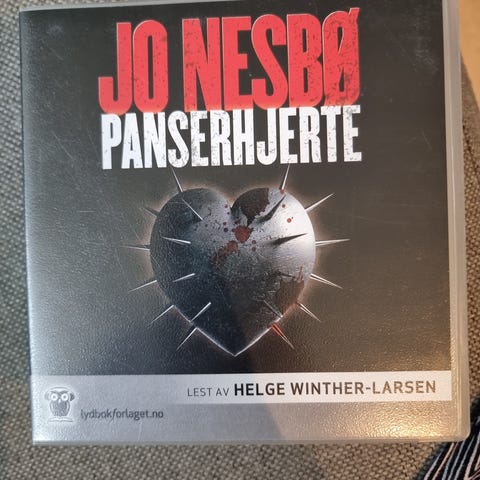 JO NESBØ
PANSERHJERTE
LEST AV HELGE WINTHER-LARSEN
lydbokforlaget.no